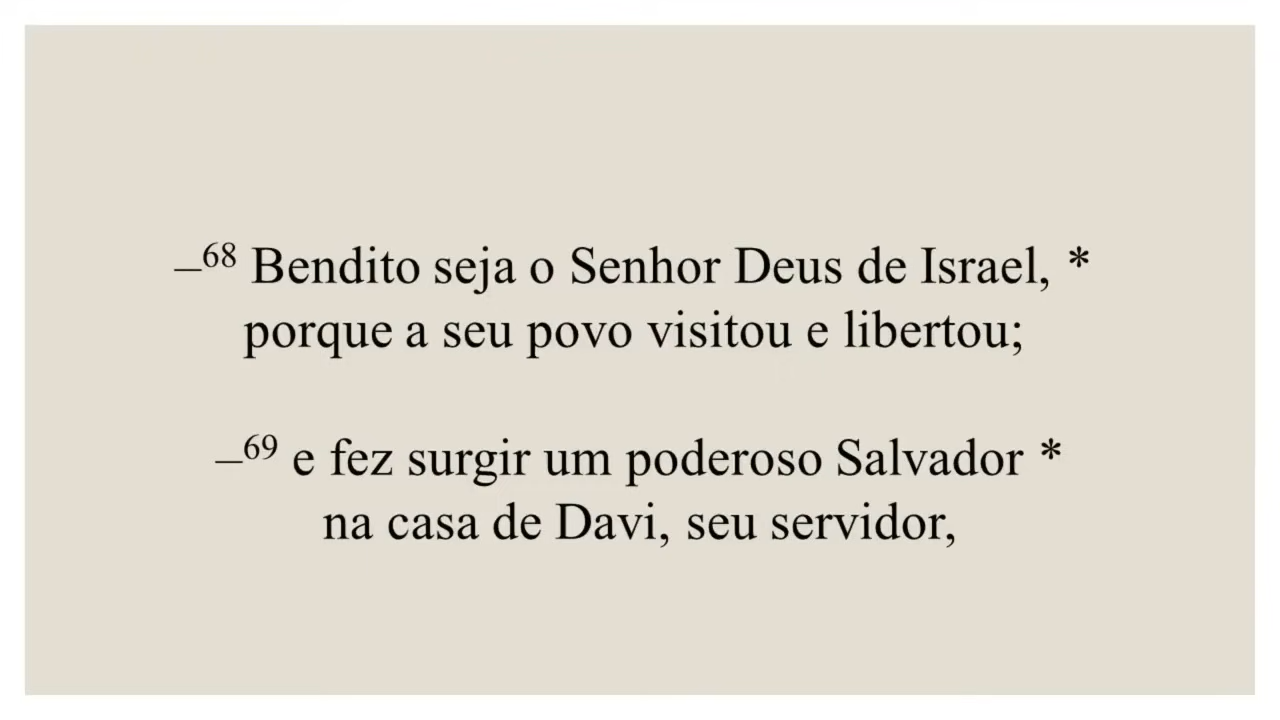 –68 Bendito seja o Senhor Deus de Israel, *
porque a seu povo visitou e libertou;
–69 e fez surgir um poderoso Salvador *
na casa de Davi, seu servidor,